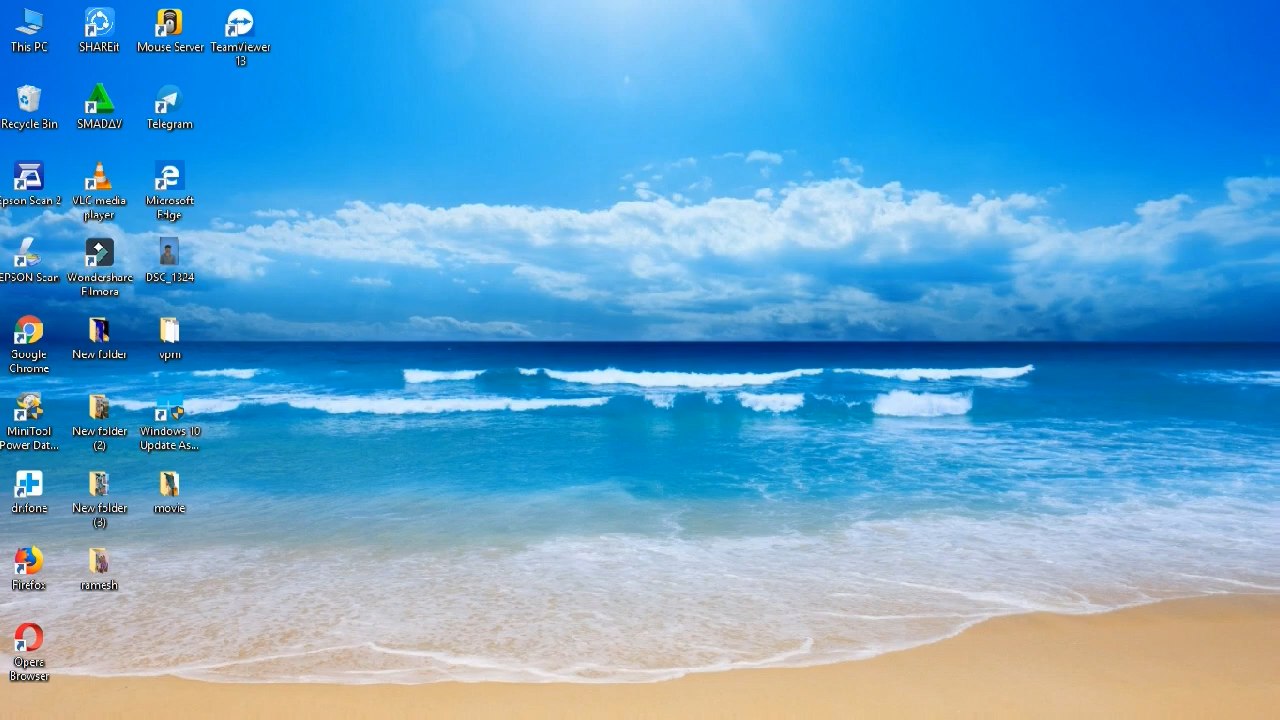 This PC
SHAREit
Mouse Server
TeamViewer
13
Recycle Bin
SMADAV
Telegram
Epson Scan 2
VLC media
player
Microsoft
Edge
EPSON Scan
Wondershare
Filmora
DSC_1324
Google
Chrome
New folder
vpm
MiniTool
Power Dat...
New folder
(2)
Windows 10
Update As...
dr.fone
New folder
(3)
movie
Firefox
ramesh
Opera
Browser